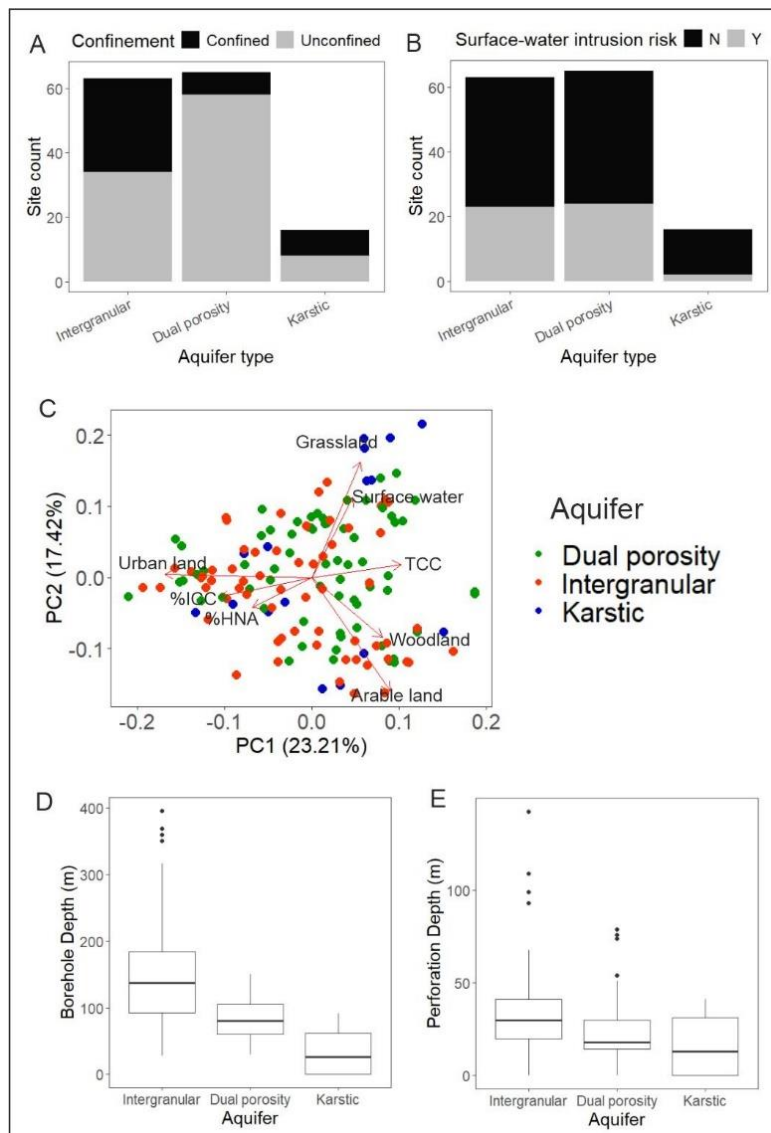 A Confinement Confined Unconfined
Site count
60
40
20
0
Intergranular
Dual porosity
Karstic
Aquifer type
B Surface-water intrusion risk N Y
Site count
60
40
20
0
Intergranular
Dual porosity
Karstic
Aquifer type
C
PC2 (17.42%)
0.2
0.1
0.0
-0.1
Grassland
Surface water
Urban land
TCC
%ICC
%HNA
Woodland
Arable land
-0.2 -0.1 0.0 0.1 0.2
PC1 (23.21%)
Aquifer
Dual porosity
Intergranular
Karstic
D
Borehole Depth (m)
400
300
200
100
0
Intergranular Dual porosity Karstic
Aquifer
E
Perforation Depth (m)
100
50
0
Intergranular Dual porosity Karstic
Aquifer